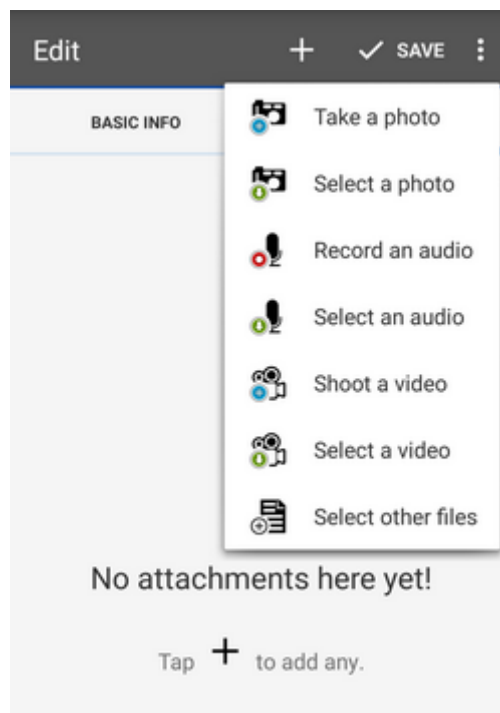 Edit + SAVE
BASIC INFO
Take a photo
Select a photo
Record an audio
Select an audio
Shoot a video
Select a video
Select other files
No attachments here yet!
Tap + to add any.